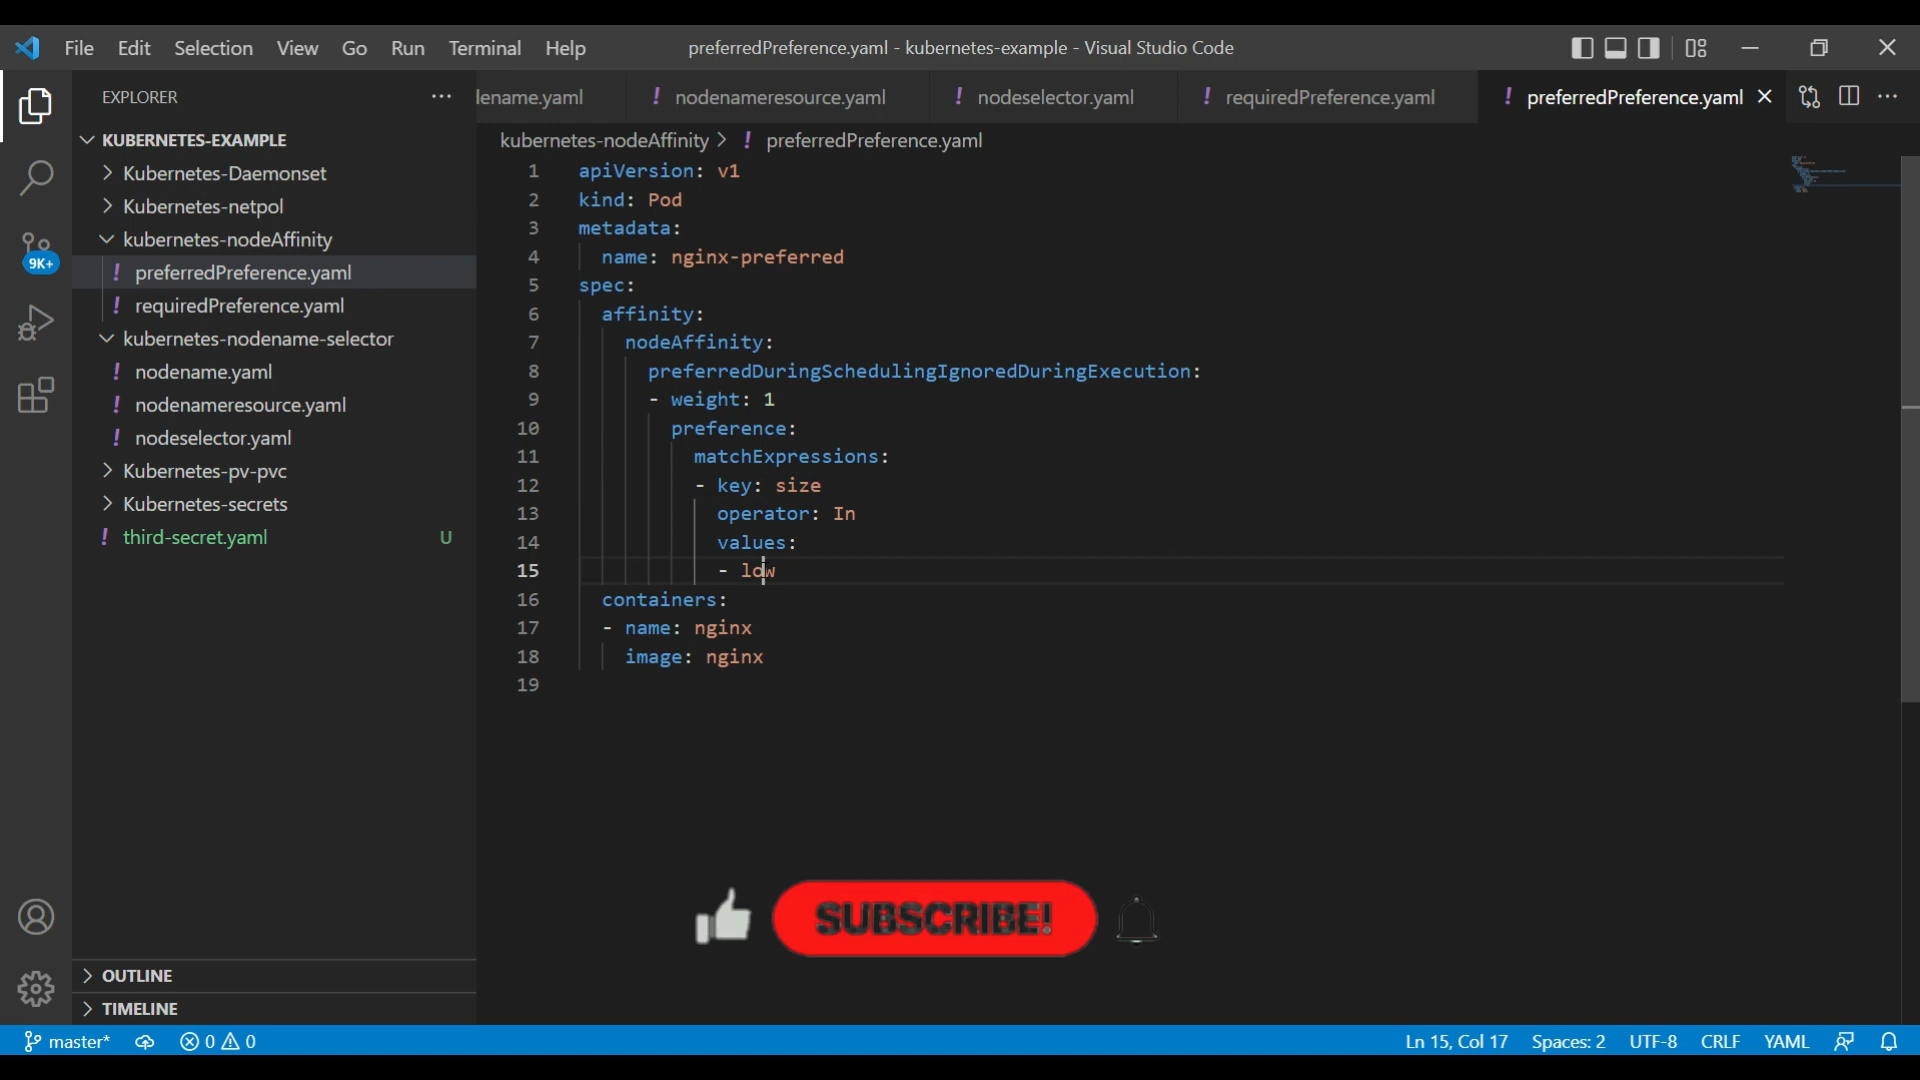 File Edit Selection View Go Run Terminal Help
preferredPreference.yaml - kubernetes-example - Visual Studio Code
EXPLORER
lename.yaml
! nodenameresource.yaml
! nodeselector.yaml
! requiredPreference.yaml
! preferredPreference.yaml
KUBERNETES-EXAMPLE
Kubernetes-Daemonset
Kubernetes-netpol
kubernetes-nodeAffinity
! preferredPreference.yaml
! requiredPreference.yaml
kubernetes-nodename-selector
! nodename.yaml
! nodenameresource.yaml
! nodeselector.yaml
Kubernetes-pv-pvc
Kubernetes-secrets
! third-secret.yaml U
9K+
OUTLINE
TIMELINE
kubernetes-nodeAffinity > ! preferredPreference.yaml
1 apiVersion: v1
2 kind: Pod
3 metadata:
4   name: nginx-preferred
5 spec:
6   affinity:
7     nodeAffinity:
8       preferredDuringSchedulingIgnoredDuringExecution:
9       - weight: 1
10         preference:
11           matchExpressions:
12           - key: size
13             operator: In
14             values:
15             - low
16   containers:
17   - name: nginx
18     image: nginx
19
SUBSCRIBE!
master* 0 0
Ln 15, Col 17 Spaces: 2 UTF-8 CRLF YAML